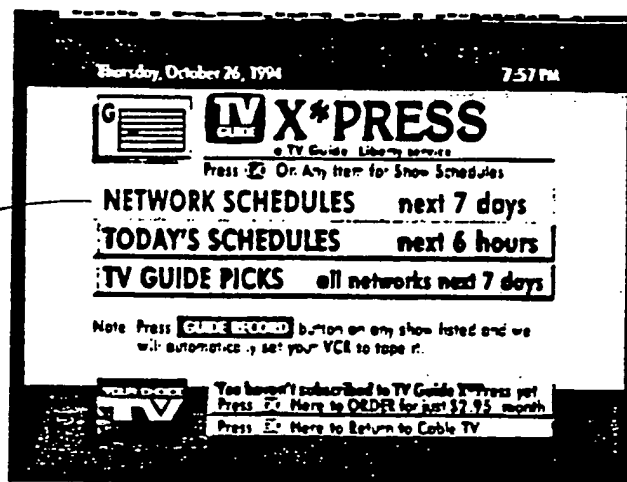 Thursday, October 26, 1994 7:57 PM
G TV GUIDE X*PRESS
a TV Guide Liberty service
Press On Any Item for Show Schedules
NETWORK SCHEDULES next 7 days
TODAY'S SCHEDULES next 6 hours
TV GUIDE PICKS all networks next 7 days
Note Press GUIDE RECORD button on any show listed and we
will automatically set your VCR to tape it.
YOUR CHOICE TV
You haven't subscribed to TV Guide X*Press yet
Press Here to ORDER for just $7.95 month
Press Here to Return to Cable TV